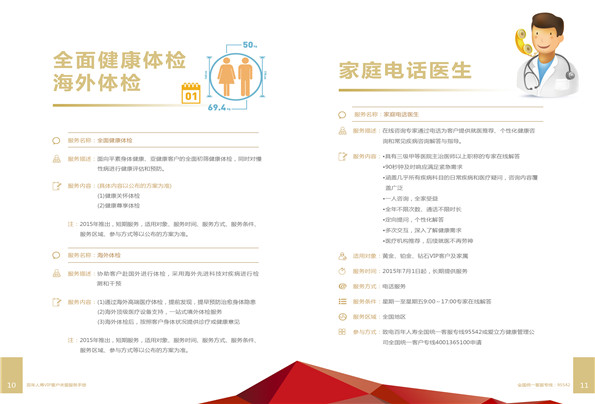 全面健康体检
海外体检
50kg
69.4kg
01
服务名称：全面健康体检
服务描述：面向平素身体健康、亚健康客户的全面积健康体检，同时对慢
性病进行健康评估和预防。
服务内容：(具体内容以公布的方案为准)
(1)健康关怀体检
(2)健康尊享体检
注：2015年推出，短期服务，适用对象、服务时间、服务方式、服务条件、
服务区域、参与方式等以公布的方案为准。
服务名称：海外体检
服务描述：协助客户赴国外进行体检，采用海外先进科技对疾病进行检
测和干预
服务内容：(1)通过海外高端医疗体检，提前发现，提早预防治愈身体隐患
(2)海外顶级医疗设备支持，一站式境外体检服务
(3)海外体检后，按照客户身体状况提供诊疗或健康意见
注：2015年推出，短期服务，适用对象、服务时间、服务方式、服务条件、
服务区域、参与方式等以公布的方案为准。
10
家庭电话医生
服务名称：家庭电话医生
服务描述：在线咨询专家通过电话为客户提供就医推荐、个性化健康咨
询和常见疾病咨询解答与指导。
服务内容：•具有三级甲等医院主治医师以上职称的专家在线解答
•90秒钟及时响应满足紧急需求
•涵盖几乎所有疾病科目的日常疾病和医疗疑问，咨询内容覆
盖广泛
•一人咨询，全家受益
•全年不限次数、通话不限时长
•定向提问，个性化解答
•多次交互，深入了解健康需求
•医疗机构推荐，后续就医不再苦恼
适用对象：黄金、铂金、钻石VIP客户及家属
服务时间：2015年7月1日起，长期提供服务
服务方式：电话服务
服务条件：星期一至星期五9:00－17:00专家在线解答
服务区域：全国地区
参与方式：致电百年人寿全国统一客服专线95542或爱立方健康管理公
司全国统一客户专线4001365100申请
全国统一客服专线：95542
11